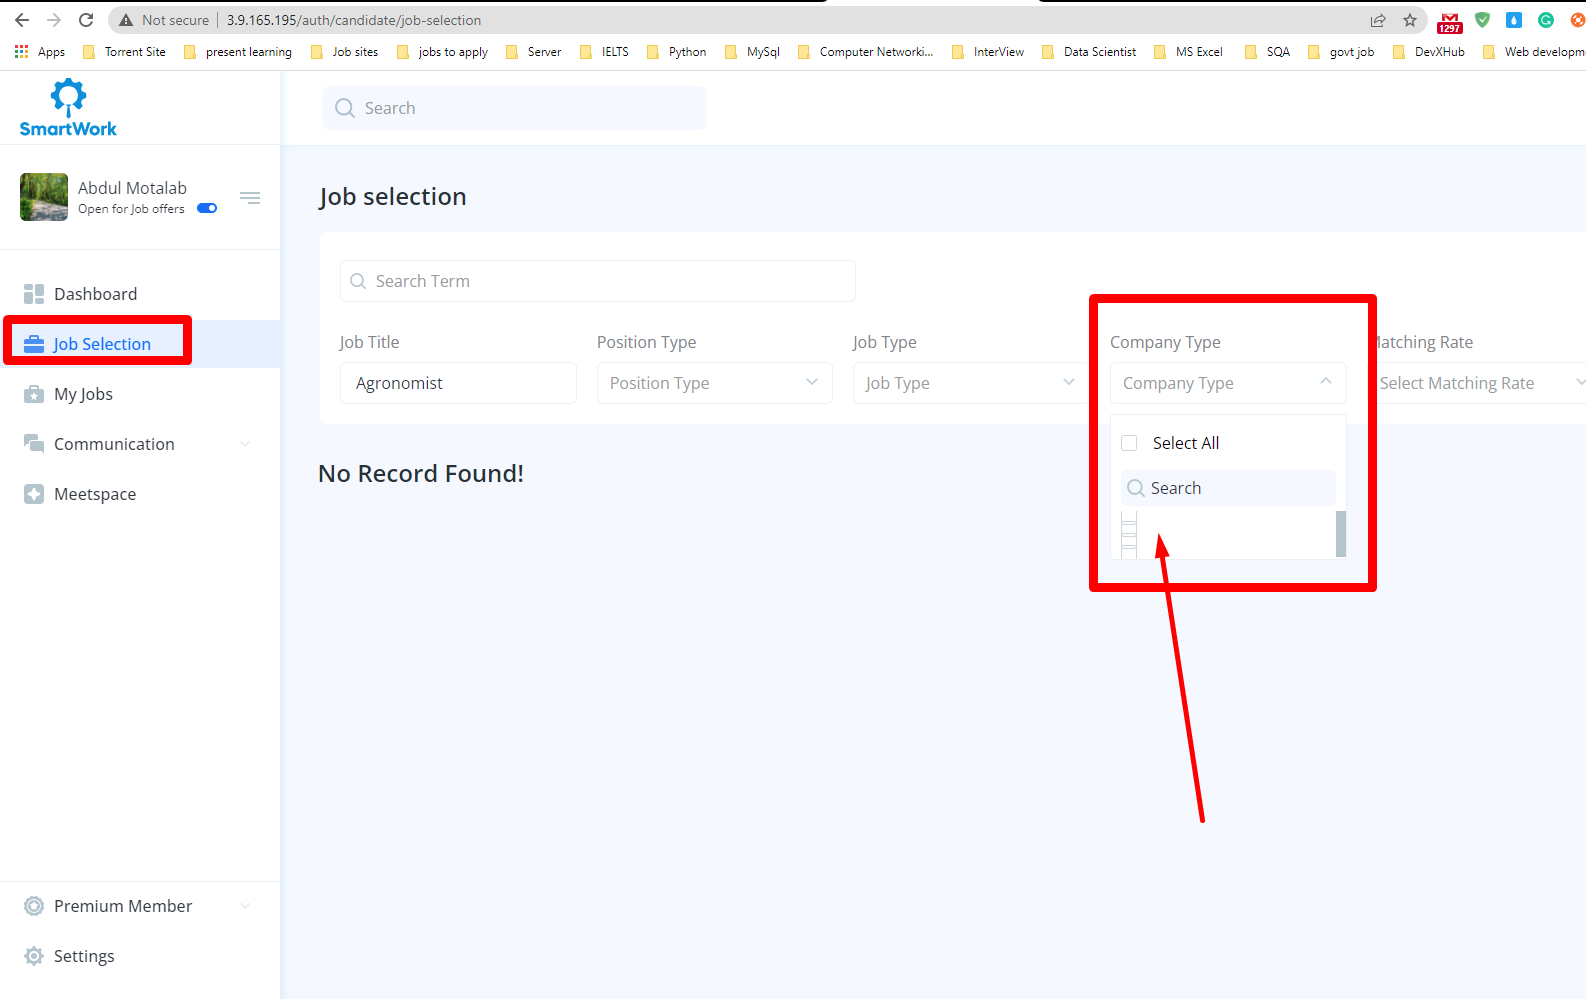 Not secure 3.9.165.195/auth/candidate/job-selection
1297
Apps Torrent Site present learning Job sites jobs to apply Server IELTS Python MySql Computer Networki... InterView Data Scientist MS Excel SQA govt job DevXHub Web developm
SmartWork
Search
Abdul Motalab
Open for Job offers
Job selection
Dashboard
Job Selection
My Jobs
Communication
Meetspace
Search Term
Job Title Position Type Job Type Company Type Matching Rate
Agronomist Position Type Job Type Company Type Select Matching Rate
Select All
Search
No Record Found!
Premium Member
Settings